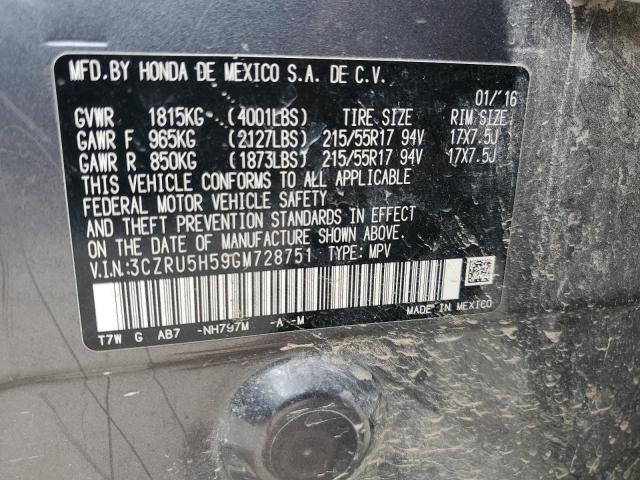 MFD.BY HONDA DE MEXICO S.A. DE C.V.
01/'16
GVWR 1815KG (4001LBS) TIRE SIZE RIM SIZE
GAWR F 965KG (2127LBS) 215/55R17 94V 17X7.5J
GAWR R 850KG (1873LBS) 215/55R17 94V 17X7.5J
THIS VEHICLE CONFORMS TO ALL APPLICABLE
FEDERAL MOTOR VEHICLE SAFETY
AND THEFT PREVENTION STANDARDS IN EFFECT
ON THE DATE OF MANUFACTURE SHOWN ABOVE.
V.I.N:3CZRU5H59GM728751 TYPE: MPV
T7W G AB7 -NH797M -A -M MADE IN MEXICO